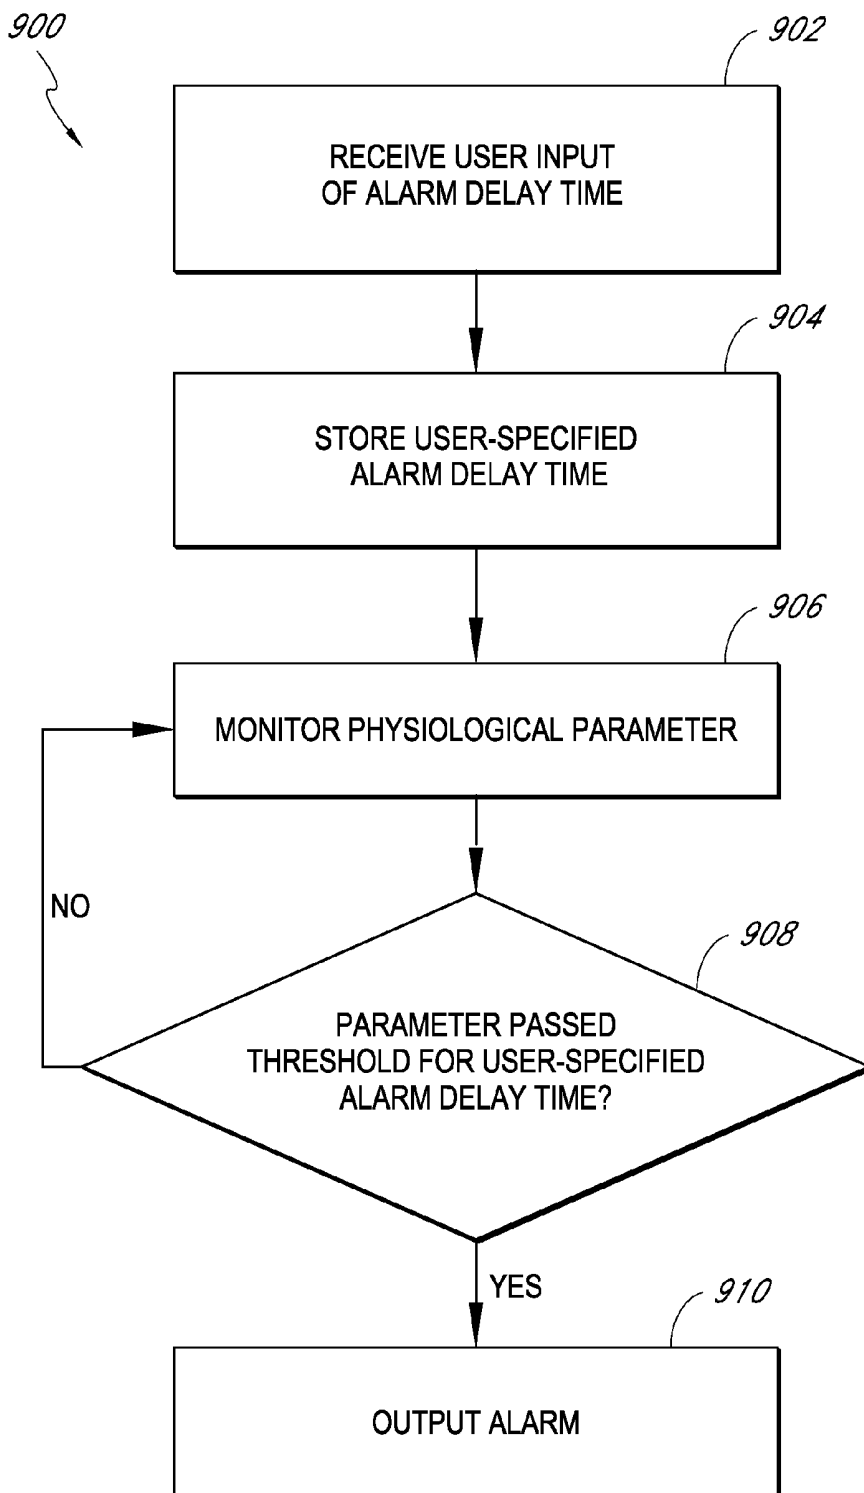 900
902
RECEIVE USER INPUT
OF ALARM DELAY TIME
904
STORE USER-SPECIFIED
ALARM DELAY TIME
906
MONITOR PHYSIOLOGICAL PARAMETER
NO
908
PARAMETER PASSED
THRESHOLD FOR USER-SPECIFIED
ALARM DELAY TIME?
YES
910
OUTPUT ALARM